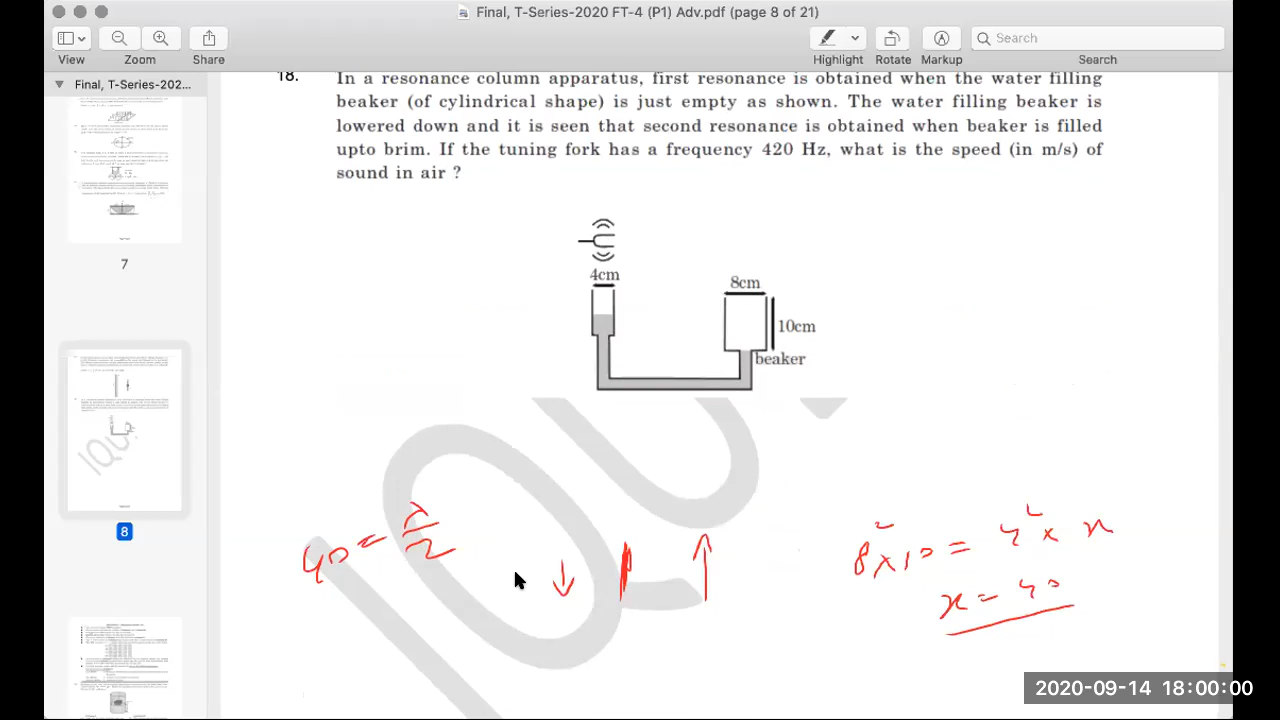 Final, T-Series-2020 FT-4 (P1) Adv.pdf (page 8 of 21)
View
Zoom
Share
Highlight
Rotate
Markup
Search
Search
Final, T-Series-202...
7
8
18.
In a resonance column apparatus, first resonance is obtained when the water filling
beaker (of cylindrical shape) is just empty as shown. The water filling beaker is
lowered down and it is seen that second resonance is obtained when beaker is filled
upto brim. If the tuning fork has a frequency 420 Hz, what is the speed (in m/s) of
sound in air ?
4cm
8cm
10cm
beaker
40 = λ/2
8² × 10 = 4² × x
x = 40
2020-09-14 18:00:00